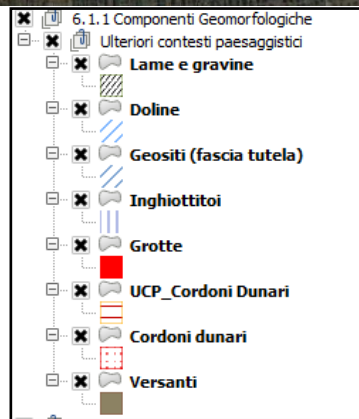 6.1.1 Componenti Geomorfologiche
Ulteriori contesti paesaggistici
Lame e gravine
Doline
Geositi (fascia tutela)
Inghiottitoi
Grotte
UCP_Cordoni Dunari
Cordoni dunari
Versanti